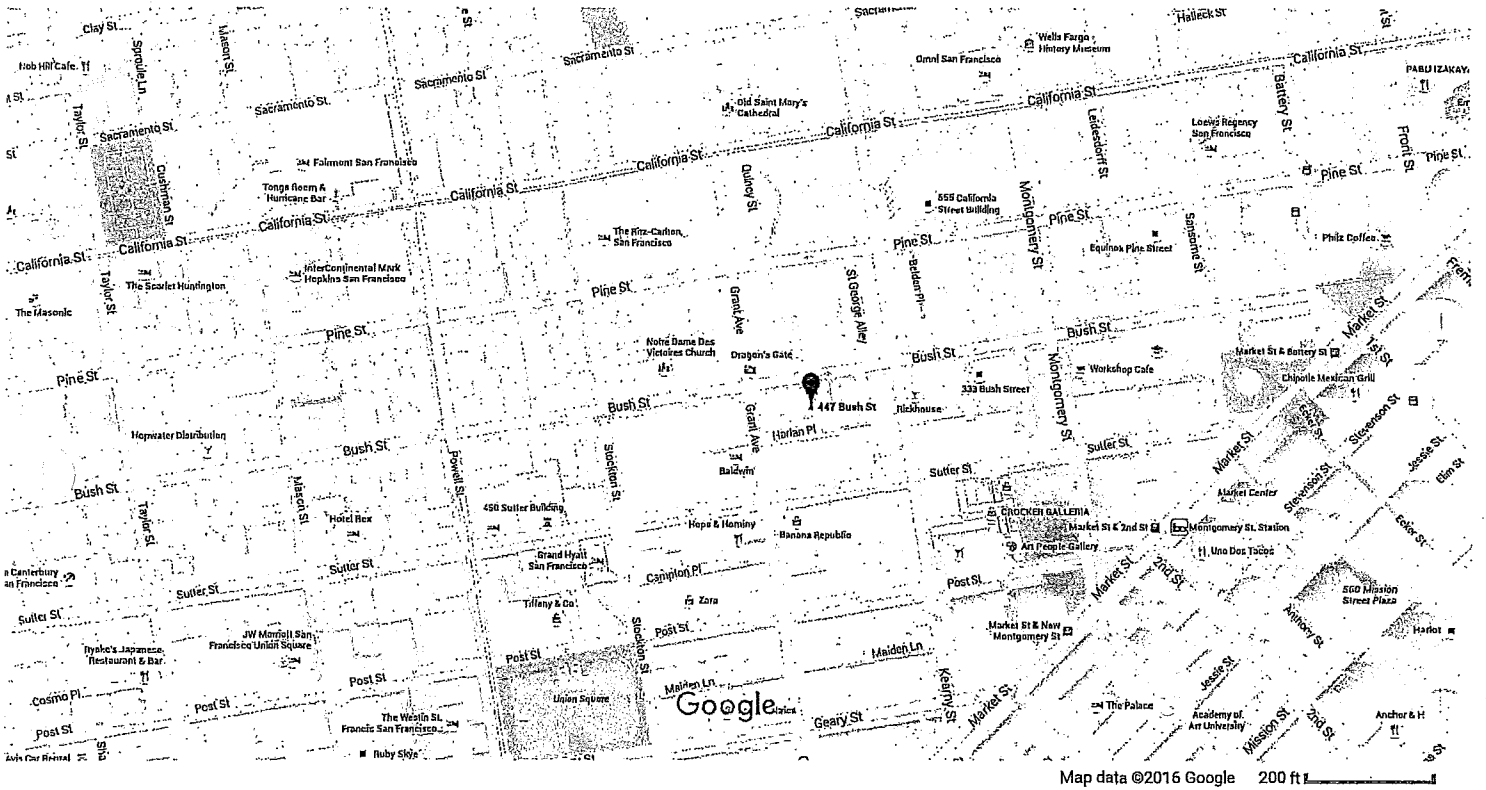 Clay St
Sproule Ln
Mason St
Nob Hill Cafe
Taylor St
Sacramento St
Sacramento St
Sacramento St
Sacramento St
Halleck St
Wells Fargo
History Museum
Omni San Francisco
California St
Battery St
PABU IZAKAYA
Old Saint Mary's
Cathedral
California St
California St
Leidesdorff St
Loews Regency
San Francisco
Front St
Pine St
Cushman St
Fairmont San Francisco
Tonga Room &
Hurricane Bar
California St
California St
California St
California St
California St
Quincy St
555 California
Street Building
Montgomery St
Pine St
Pine St
Sansome St
Equinox Pine Street
Philz Coffee
The Ritz-Carlton,
San Francisco
Pine St
Belden Pl
St George Alley
The Masonic
Taylor St
The Scarlet Huntington
InterContinental Mark
Hopkins San Francisco
Pine St
Pine St
Pine St
Grant Ave
Notre Dame Des
Victoires Church
Dragon's Gate
Bush St
Bush St
Market St
1st St
Market St & Battery St
Chipotle Mexican Grill
Workshop Cafe
333 Bush Street
Rickhouse
447 Bush St
Harlan Pl
Grant Ave
Bush St
Bush St
Bush St
Montgomery St
Hopwater Distribution
Powell St
Stockton St
Baldwin
Sutter St
Sutter St
Market St
Ecker St
Stevenson St
Jessie St
Elim St
Market Center
Stevenson St
Taylor St
Mason St
Hotel Rex
450 Sutter Building
Hops & Hominy
Banana Republic
CROCKER GALLERIA
Market St & 2nd St
Montgomery St. Station
Art People Gallery
Uno Dos Tacos
Ecker St
Grand Hyatt
San Francisco
Campton Pl
Post St
Market St
2nd St
560 Mission
Street Plaza
Anthony St
Sutter St
Sutter St
Sutter St
Tiffany & Co
Zara
Market St & New
Montgomery St
JW Marriott San
Francisco Union Square
Ryoko's Japanese
Restaurant & Bar
Post St
Stockton St
Post St
Maiden Ln
Kearny St
Jessie St
Cosmo Pl
Post St
Post St
Post St
Union Square
Maiden Ln
Google
Geary St
Market St
The Palace
Academy of
Art University
Mission St
2nd St
The Westin St.
Francis San Francisco
Ruby Skye
Avis Car Rental
Map data ©2016 Google 200 ft